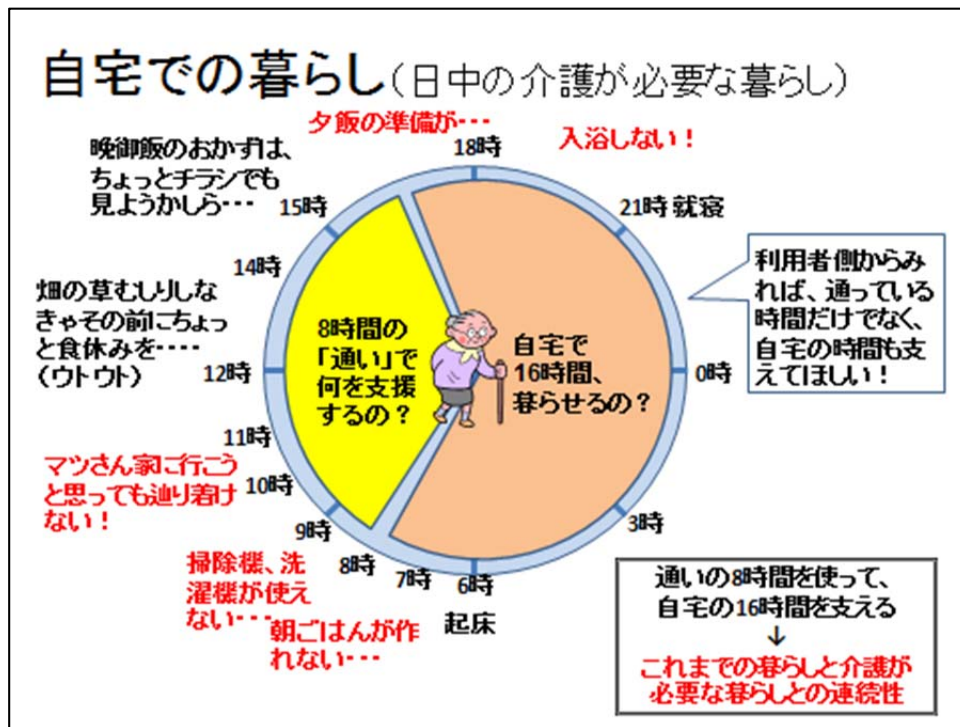 自宅での暮らし(日中の介護が必要な暮らし)
夕飯の準備が・・・
18時
入浴しない！
晩御飯のおかずは、
ちょっとチラシでも
見ようかしら・・・
15時
21時 就寝
14時
畑の草むしりしな
きゃその前にちょっ
と食休みを・・・・
（ウトウト）
12時
8時間の
「通い」で
何を支援
するの？
自宅で
16時間、
暮らせるの？
0時
利用者側からみ
れば、通っている
時間だけでなく、
自宅の時間も支
えてほしい！
11時
マツさん家に行こう
と思っても辿り着け
ない！
10時
9時
3時
掃除機、洗
濯機が使え
ない・・・
8時
7時
6時
起床
朝ごはんが作
れない・・・
通いの8時間を使って、
自宅の16時間を支える
↓
これまでの暮らしと介護が
必要な暮らしとの連続性